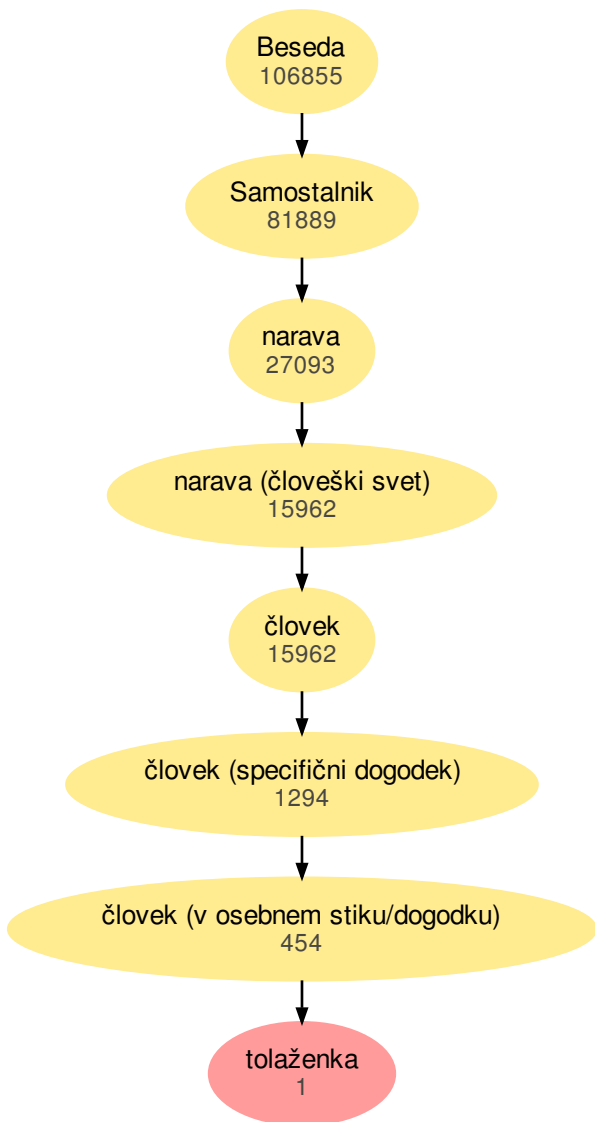 Beseda
106855
Samostalnik
81889
narava
27093
narava (človeški svet)
15962
človek
15962
človek (specifični dogodek)
1294
človek (v osebnem stiku/dogodku)
454
tolaženka
1